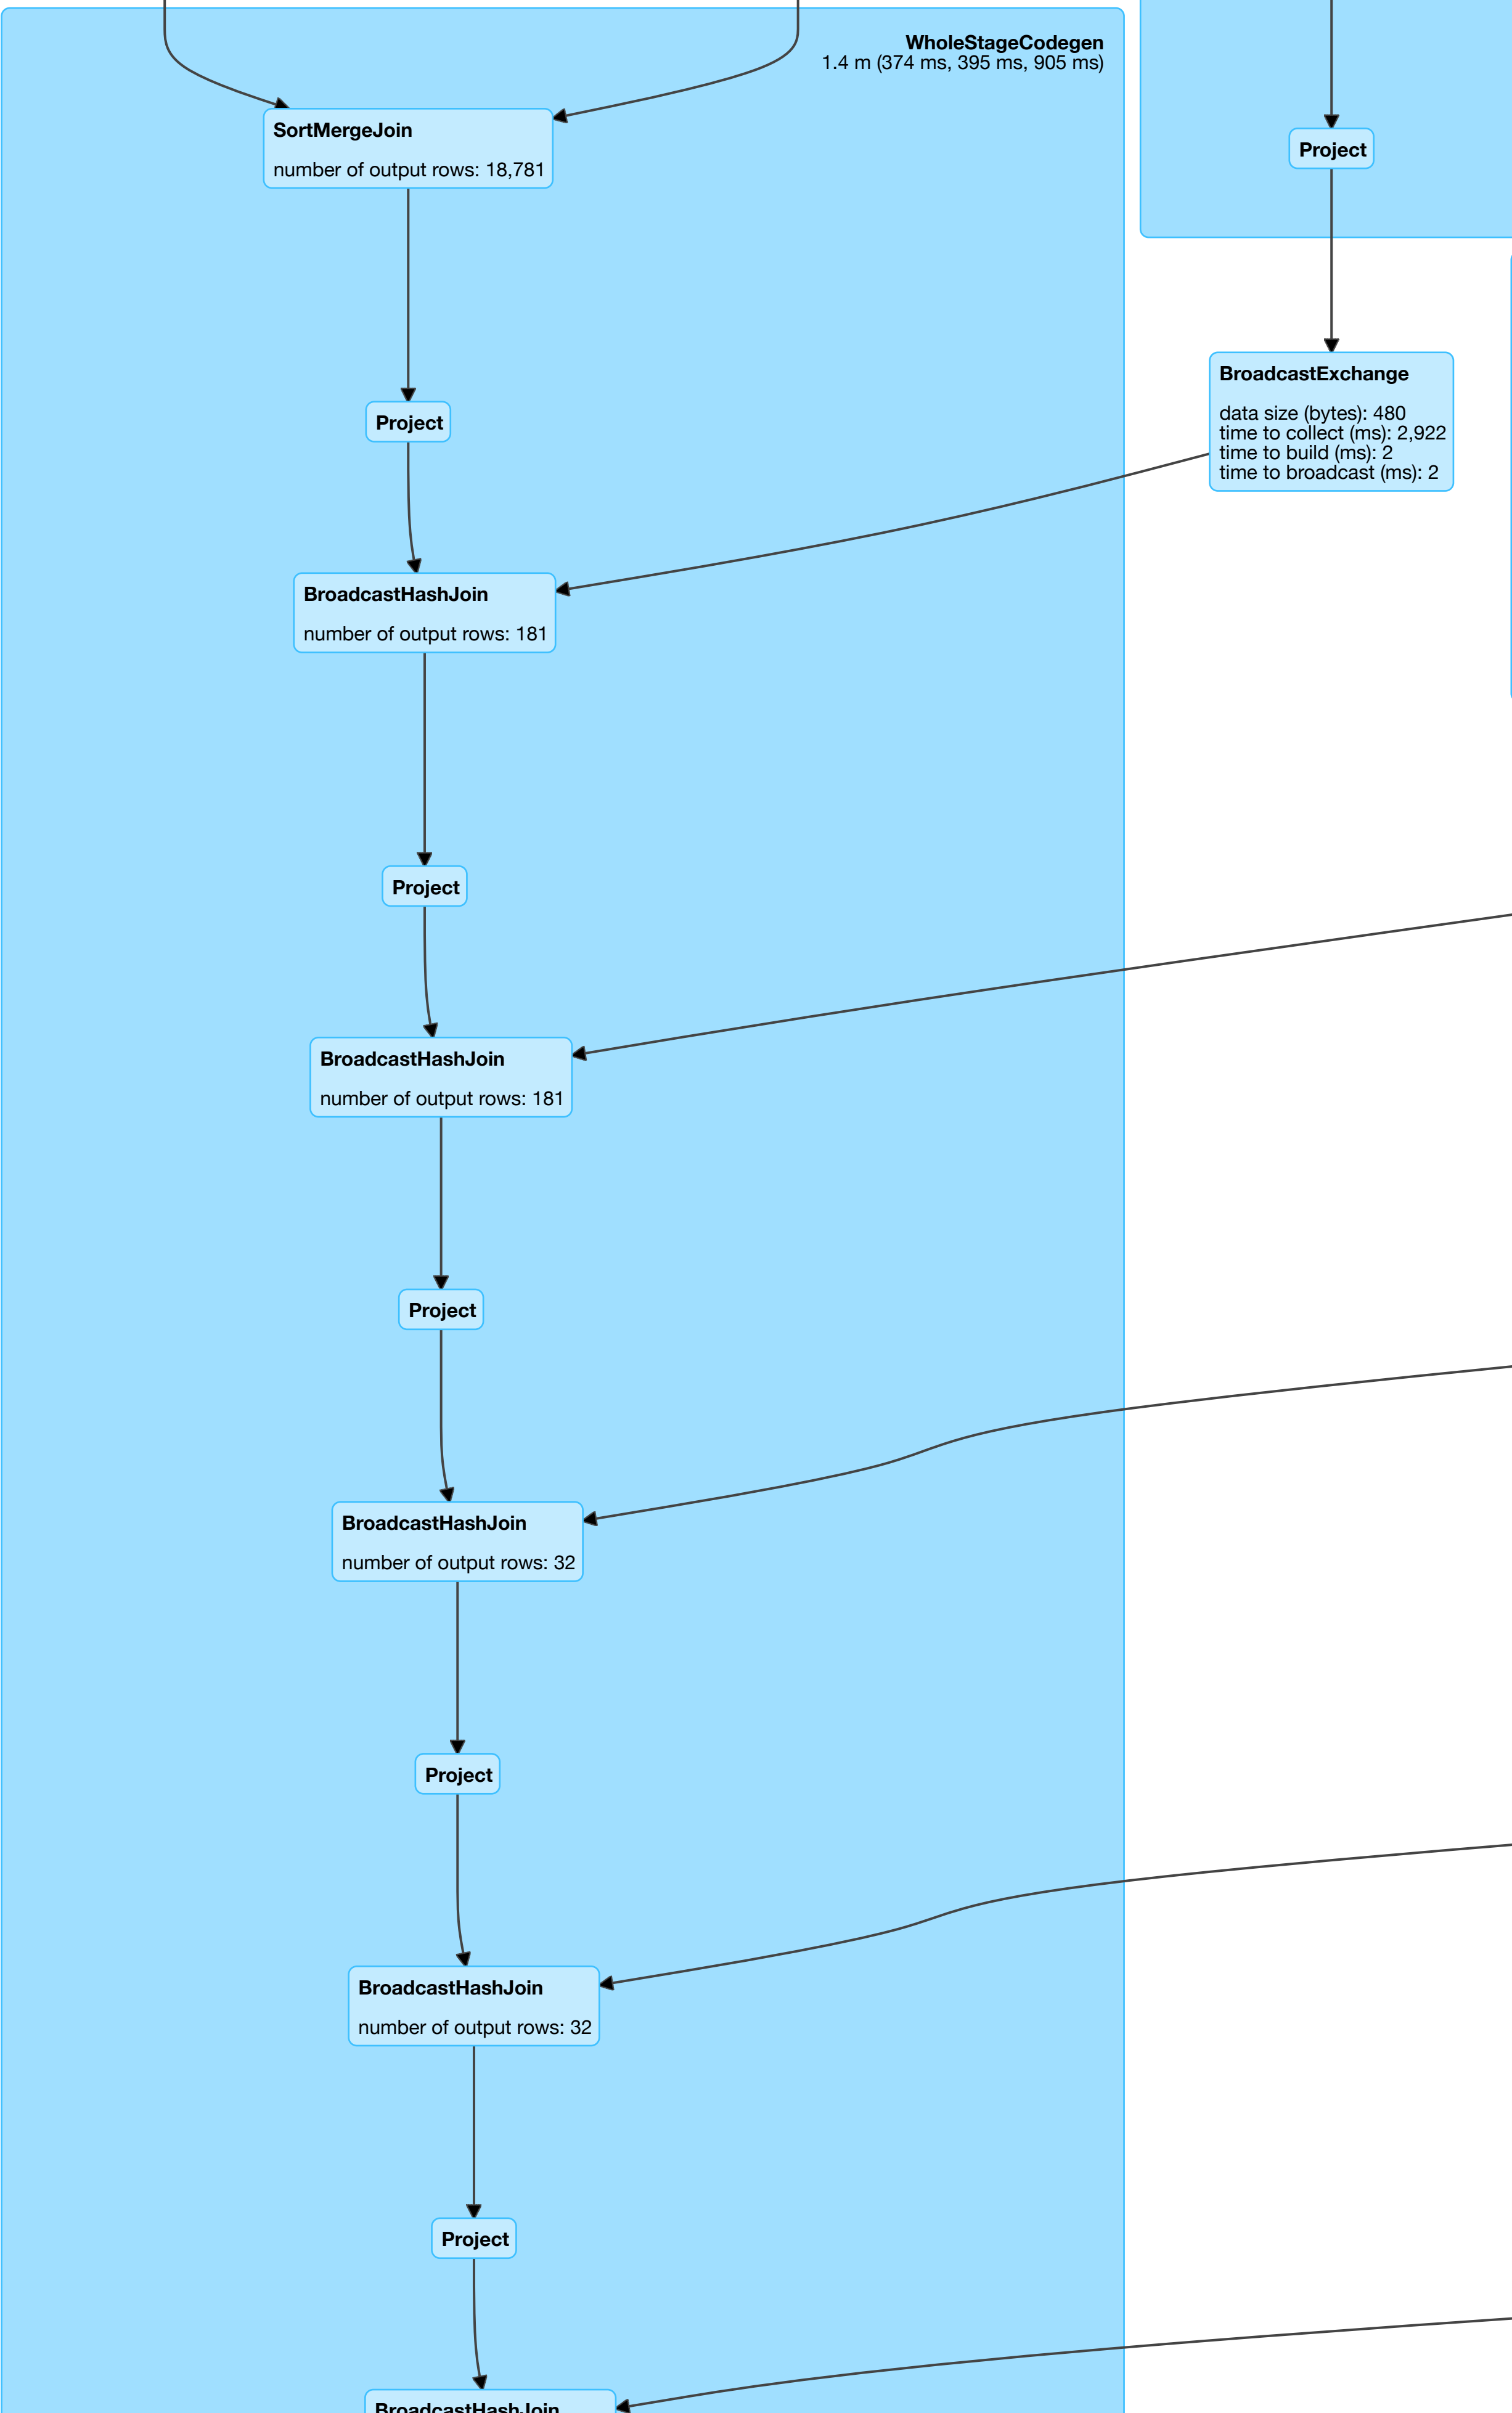 WholeStageCodegen
1.4 m (374 ms, 395 ms, 905 ms)
SortMergeJoin
number of output rows: 18,781
Project
Project
BroadcastExchange
data size (bytes): 480
time to collect (ms): 2,922
time to build (ms): 2
time to broadcast (ms): 2
BroadcastHashJoin
number of output rows: 181
Project
BroadcastHashJoin
number of output rows: 181
Project
BroadcastHashJoin
number of output rows: 32
Project
BroadcastHashJoin
number of output rows: 32
Project
BroadcastHashJoin